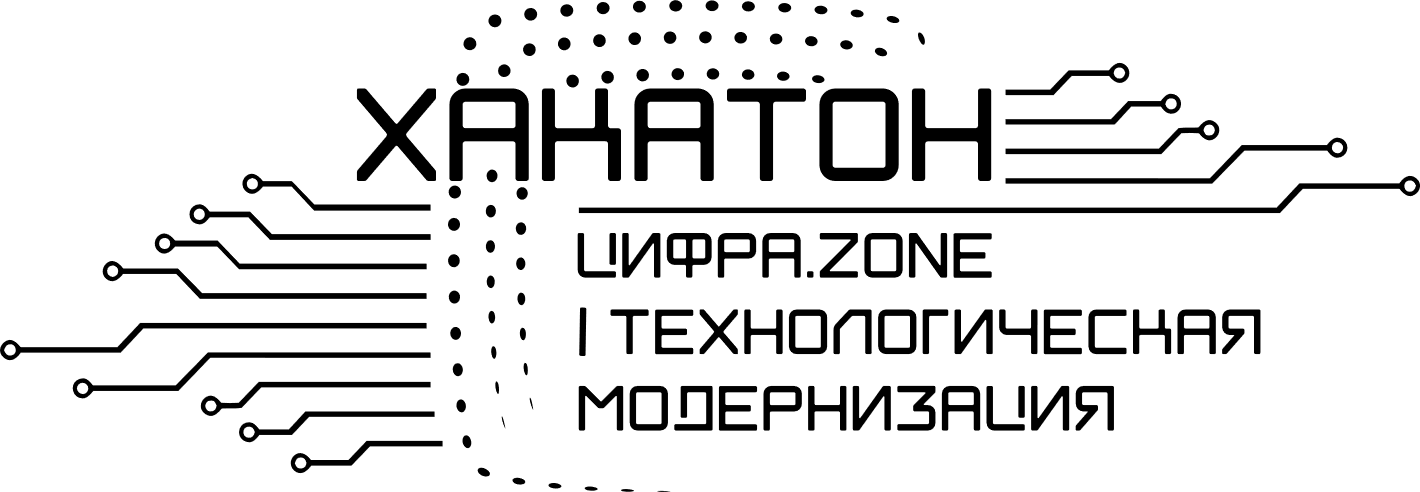 ХАКАТОН
ЦИФРА.ZONE
I ТЕХНОЛОГИЧЕСКАЯ
МОДЕРНИЗАЦИЯ